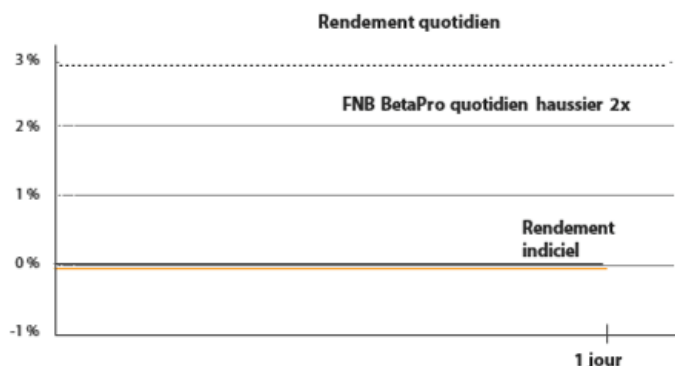 Rendement quotidien
3 %
FNB BetaPro quotidien haussier 2x
2 %
1 %
Rendement
indiciel
0 %
-1 %
1 jour